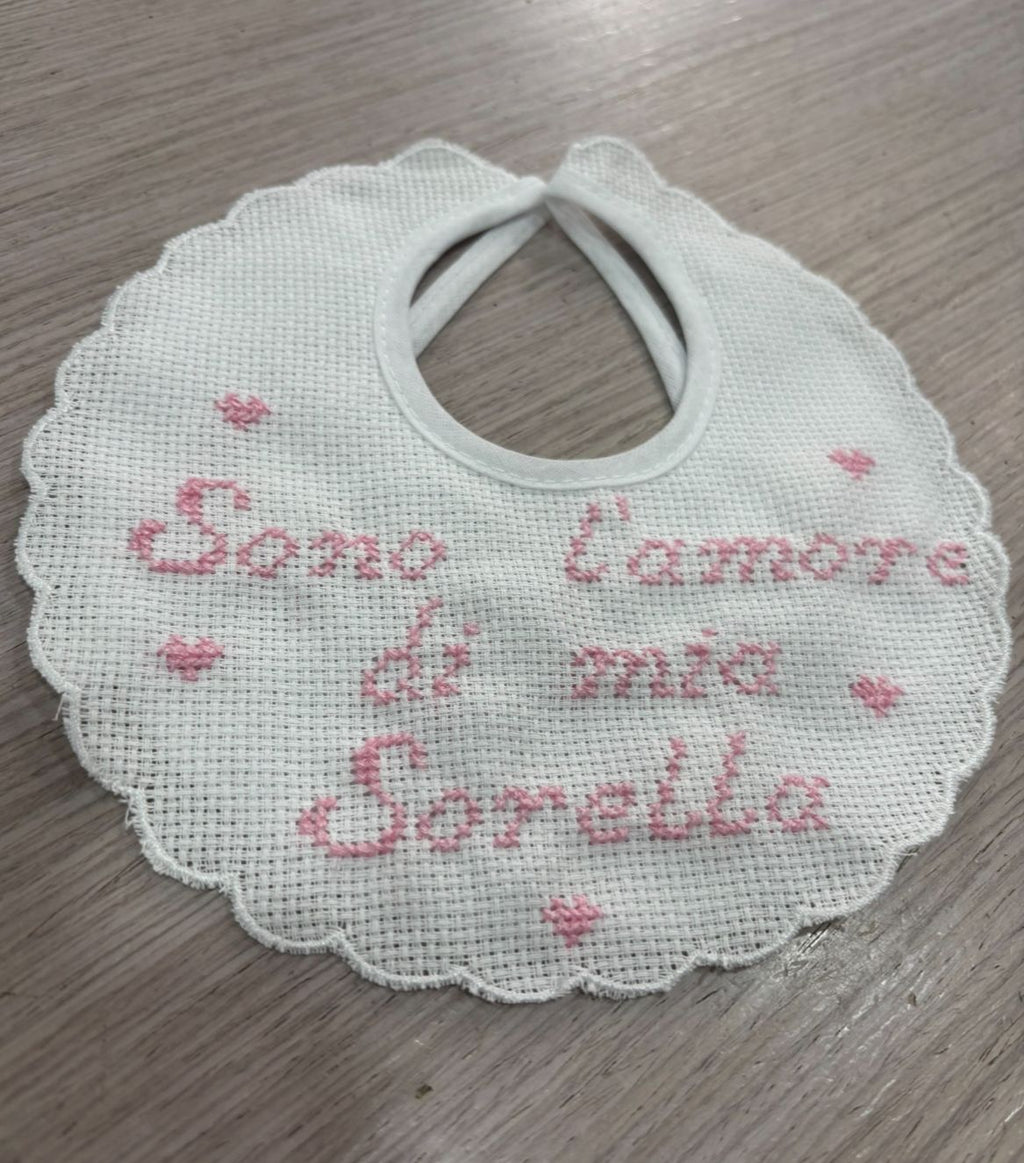 Sono l'amore
di mia
Sorella